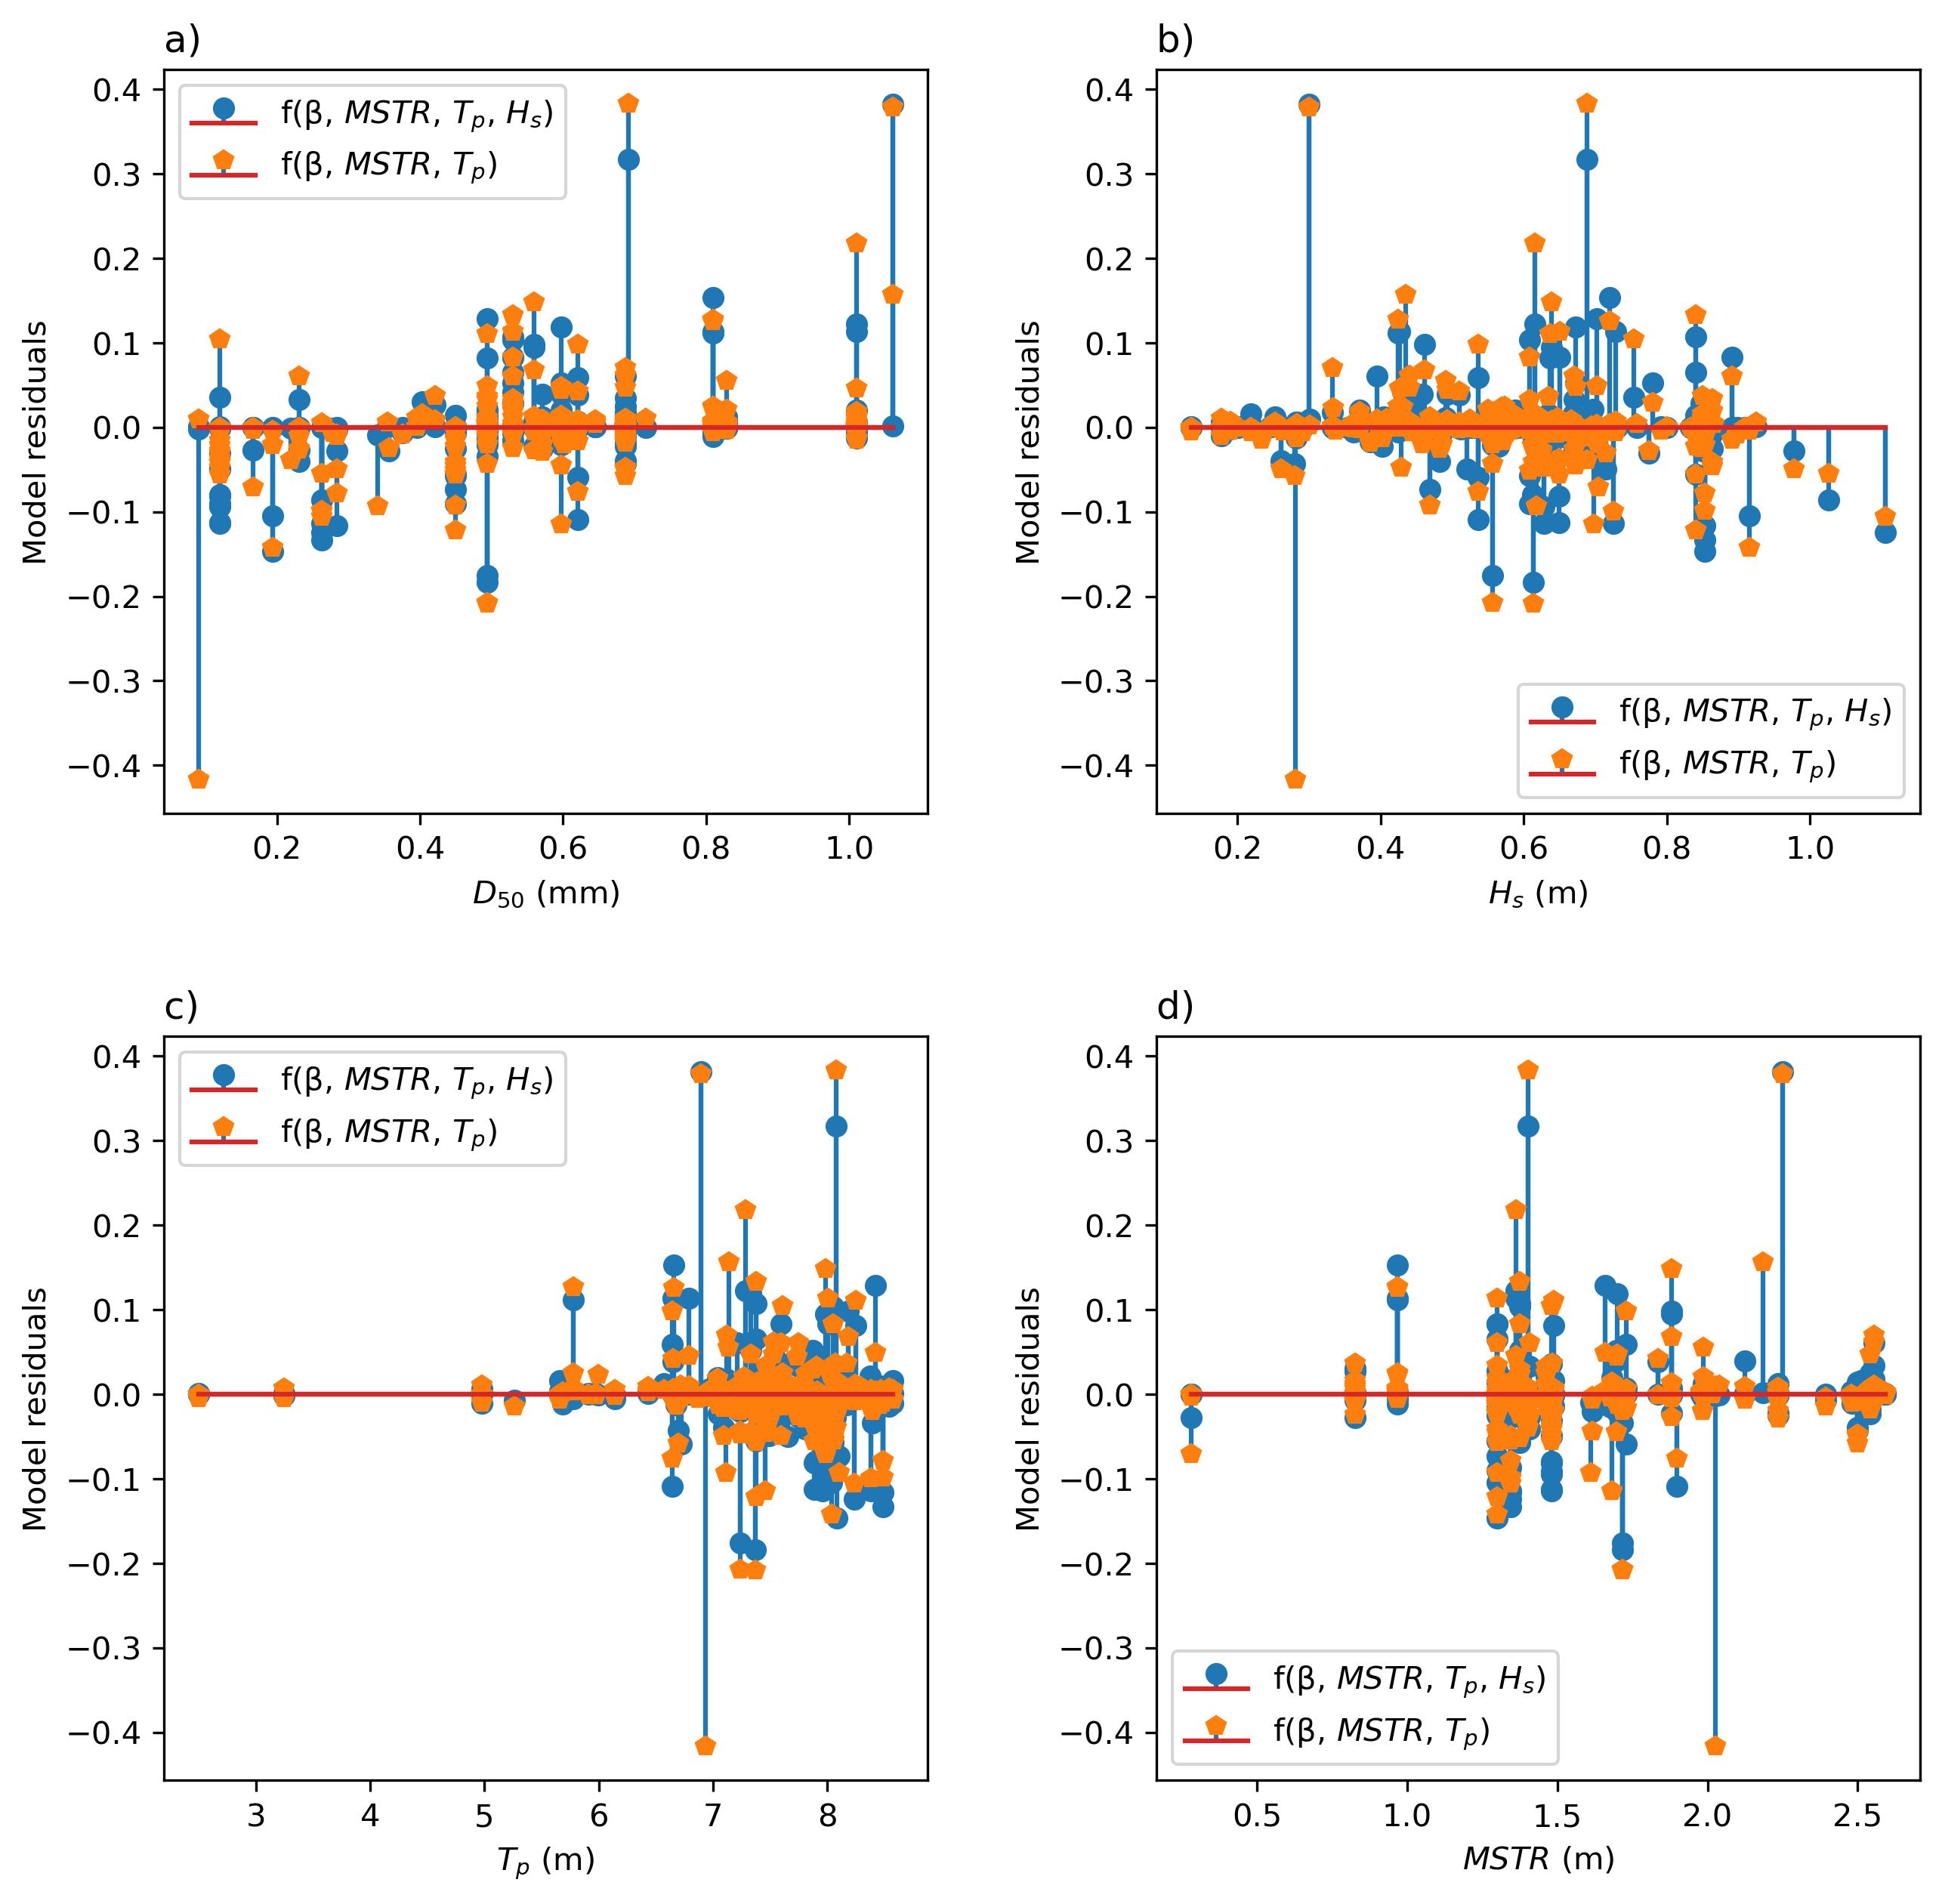 a)
0.4
0.3
0.2
0.1
0.0
−0.1
−0.2
−0.3
−0.4
Model residuals
f(β, MSTR, Tp, Hs)
f(β, MSTR, Tp)
0.2 0.4 0.6 0.8 1.0
D50 (mm)
b)
0.4
0.3
0.2
0.1
0.0
−0.1
−0.2
−0.3
−0.4
Model residuals
f(β, MSTR, Tp, Hs)
f(β, MSTR, Tp)
0.2 0.4 0.6 0.8 1.0
Hs (m)
c)
0.4
0.3
0.2
0.1
0.0
−0.1
−0.2
−0.3
−0.4
Model residuals
f(β, MSTR, Tp, Hs)
f(β, MSTR, Tp)
3 4 5 6 7 8
Tp (m)
d)
0.4
0.3
0.2
0.1
0.0
−0.1
−0.2
−0.3
−0.4
Model residuals
f(β, MSTR, Tp, Hs)
f(β, MSTR, Tp)
0.5 1.0 1.5 2.0 2.5
MSTR (m)